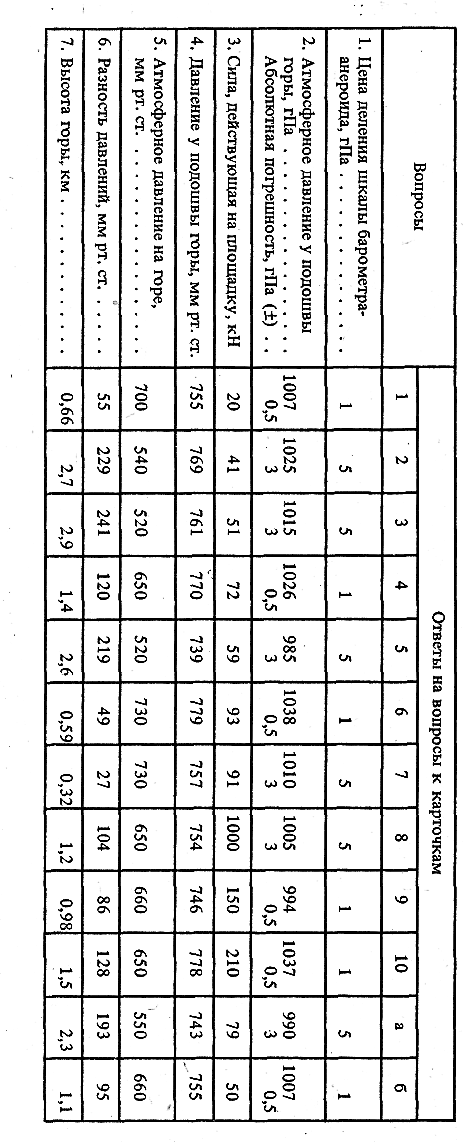 Вопросы
Ответы на вопросы к карточкам
1 2 3 4 5 6 7 8 9 10 а б
1. Цена деления шкалы барометра-
анероида, гПа . . . . . . . . . . . . . 1 5 5 1 5 1 5 5 1 1 5 1
2. Атмосферное давление у подошвы
горы, гПа . . . . . . . . . . . . . . . . 1007 1025 1015 1026 985 1038 1010 1005 994 1037 990 1007
Абсолютная погрешность, гПа (±) . . 0,5 3 3 0,5 3 0,5 3 3 0,5 0,5 3 0,5
3. Сила, действующая на площадку, кН 20 41 51 72 59 93 91 1000 150 210 79 50
4. Давление у подошвы горы, мм рт. ст. 755 769 761 770 739 779 757 754 746 778 743 755
5. Атмосферное давление на горе,
мм рт. ст. . . . . . . . . . . . . . . . 700 540 520 650 520 730 730 650 660 650 550 660
6. Разность давлений, мм рт. ст. . . . . . 55 229 241 120 219 49 27 104 86 128 193 95
7. Высота горы, км . . . . . . . . . . . . 0,66 2,7 2,9 1,4 2,6 0,59 0,32 1,2 0,98 1,5 2,3 1,1